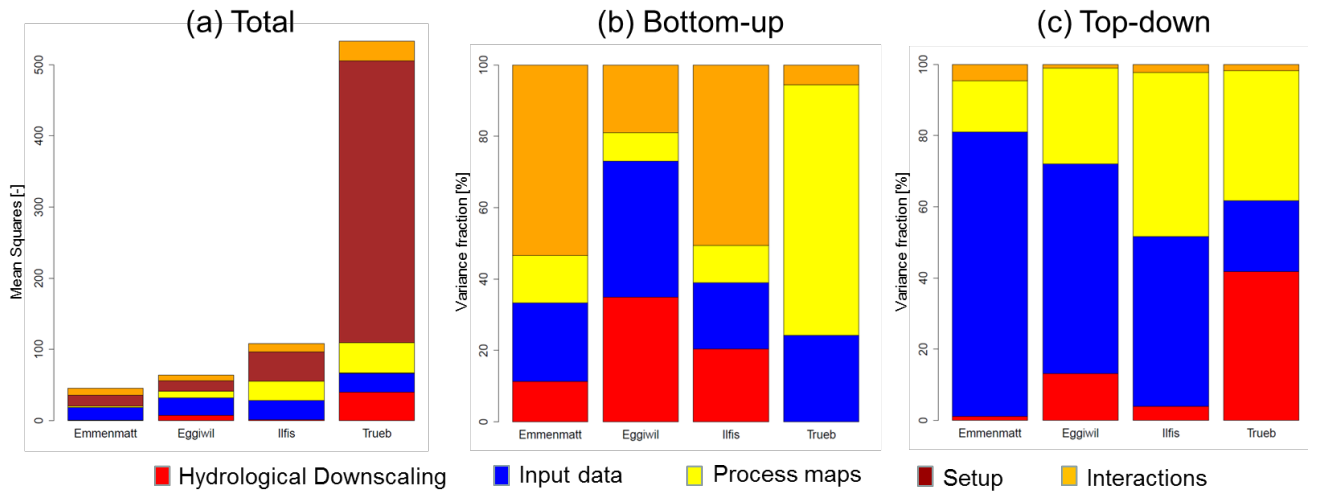 (a) Total
(b) Bottom-up
(c) Top-down
Mean Squares [-]
0
100
200
300
400
500
Emmenmatt
Eggiwil
Ilfis
Trueb
Variance fraction [%]
0
20
40
60
80
100
Emmenmatt
Eggiwil
Ilfis
Trueb
Variance fraction [%]
0
20
40
60
80
100
Emmenmatt
Eggiwil
Ilfis
Trueb
Hydrological Downscaling
Input data
Process maps
Setup
Interactions